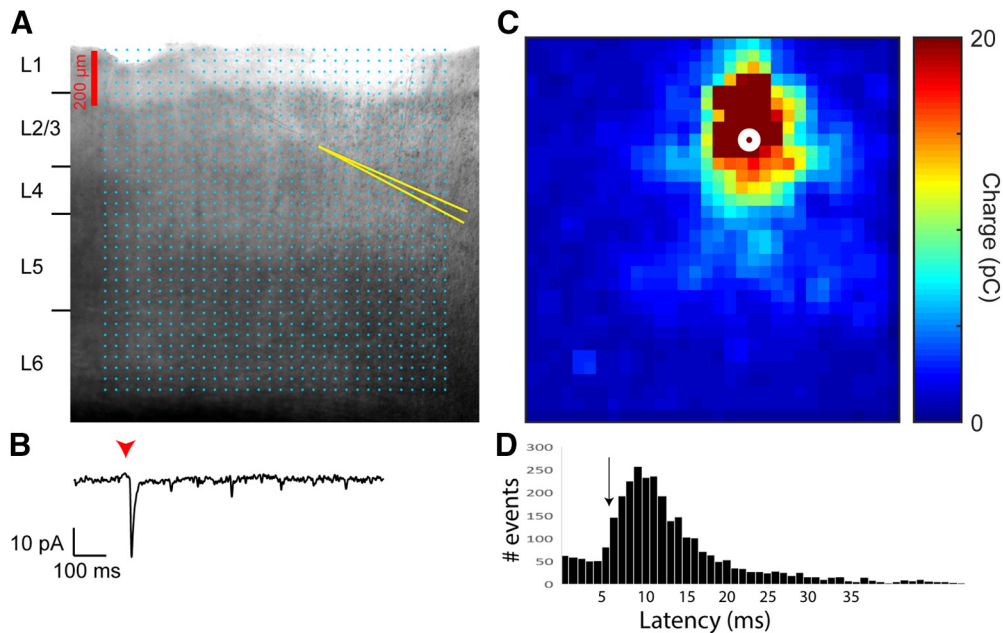 A
L1
200 µm
L2/3
L4
L5
L6
B
10 pA
100 ms
C
20
Charge (pC)
0
D
300
250
200
150
100
50
0
# events
5 10 15 20 25 30 35
Latency (ms)